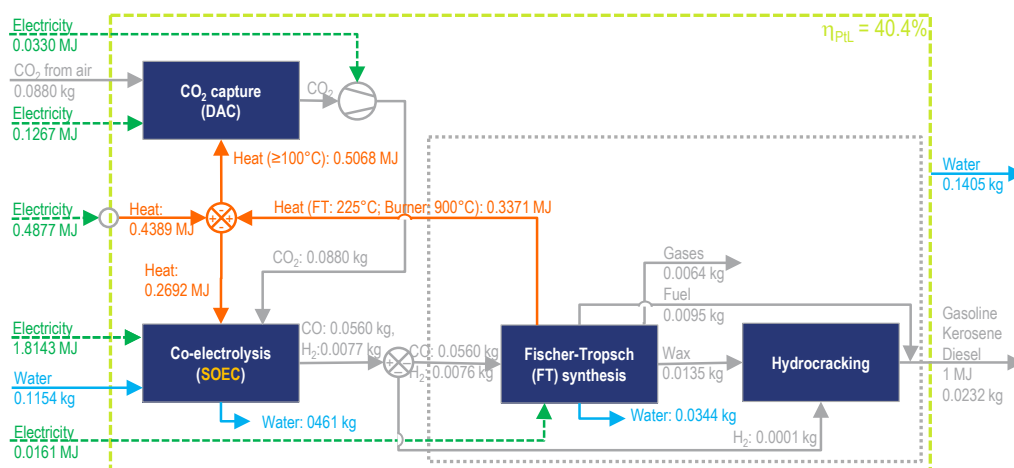 Electricity
0.0330 MJ
η_PtL = 40.4%
CO₂ from air
0.0880 kg
CO₂ capture
(DAC)
CO₂
Electricity
0.1267 MJ
Heat (≥100°C): 0.5068 MJ
Water
0.1405 kg
Electricity
0.4877MJ
Heat:
0.4389 MJ
Heat (FT: 225°C; Burner: 900°C): 0.3371 MJ
Heat:
0.2692 MJ
CO₂: 0.0880 kg
Gases
0.0064 kg
Fuel
0.0095 kg
Electricity
1.8143MJ
Co-electrolysis
(SOEC)
CO: 0.0560 kg,
H₂:0.0077 kg
CO: 0.0560 kg
H₂: 0.0076 kg
Fischer-Tropsch
(FT) synthesis
Wax
0.0135 kg
Hydrocracking
Gasoline
Kerosene
Diesel
1 MJ
0.0232 kg
Water
0.1154 kg
Water: 0461 kg
Water: 0.0344 kg
H₂: 0.0001 kg
Electricity
0.0161 MJ